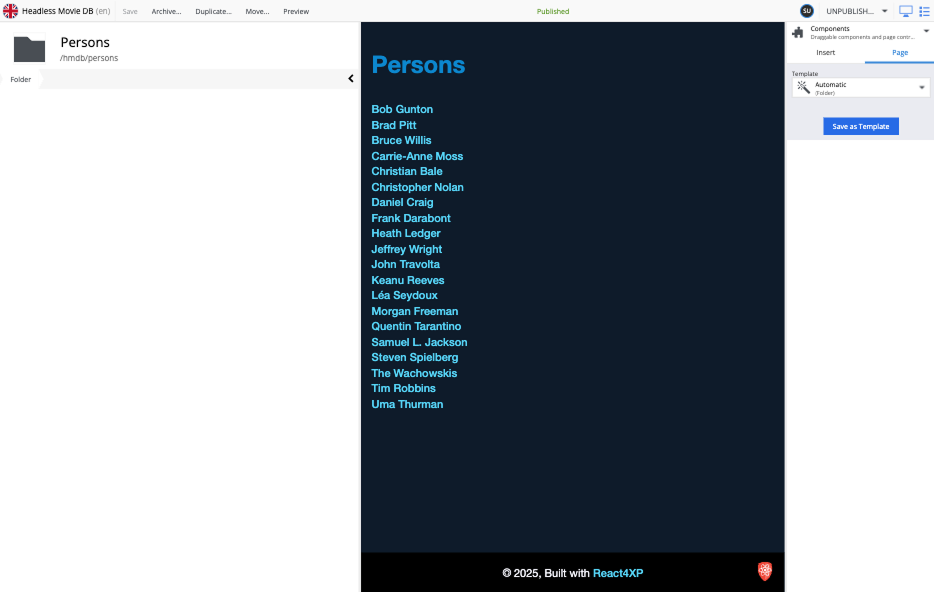 Headless Movie DB (en) Save Archive... Duplicate... Move... Preview Published SU UNPUBLISH...
Persons
/hmdb/persons
Folder
Persons
Bob Gunton
Brad Pitt
Bruce Willis
Carrie-Anne Moss
Christian Bale
Christopher Nolan
Daniel Craig
Frank Darabont
Heath Ledger
Jeffrey Wright
John Travolta
Keanu Reeves
Léa Seydoux
Morgan Freeman
Quentin Tarantino
Samuel L. Jackson
Steven Spielberg
The Wachowskis
Tim Robbins
Uma Thurman
© 2025, Built with React4XP
Components
Draggable components and page contr...
Insert Page
Template
Automatic
(Folder)
Save as Template